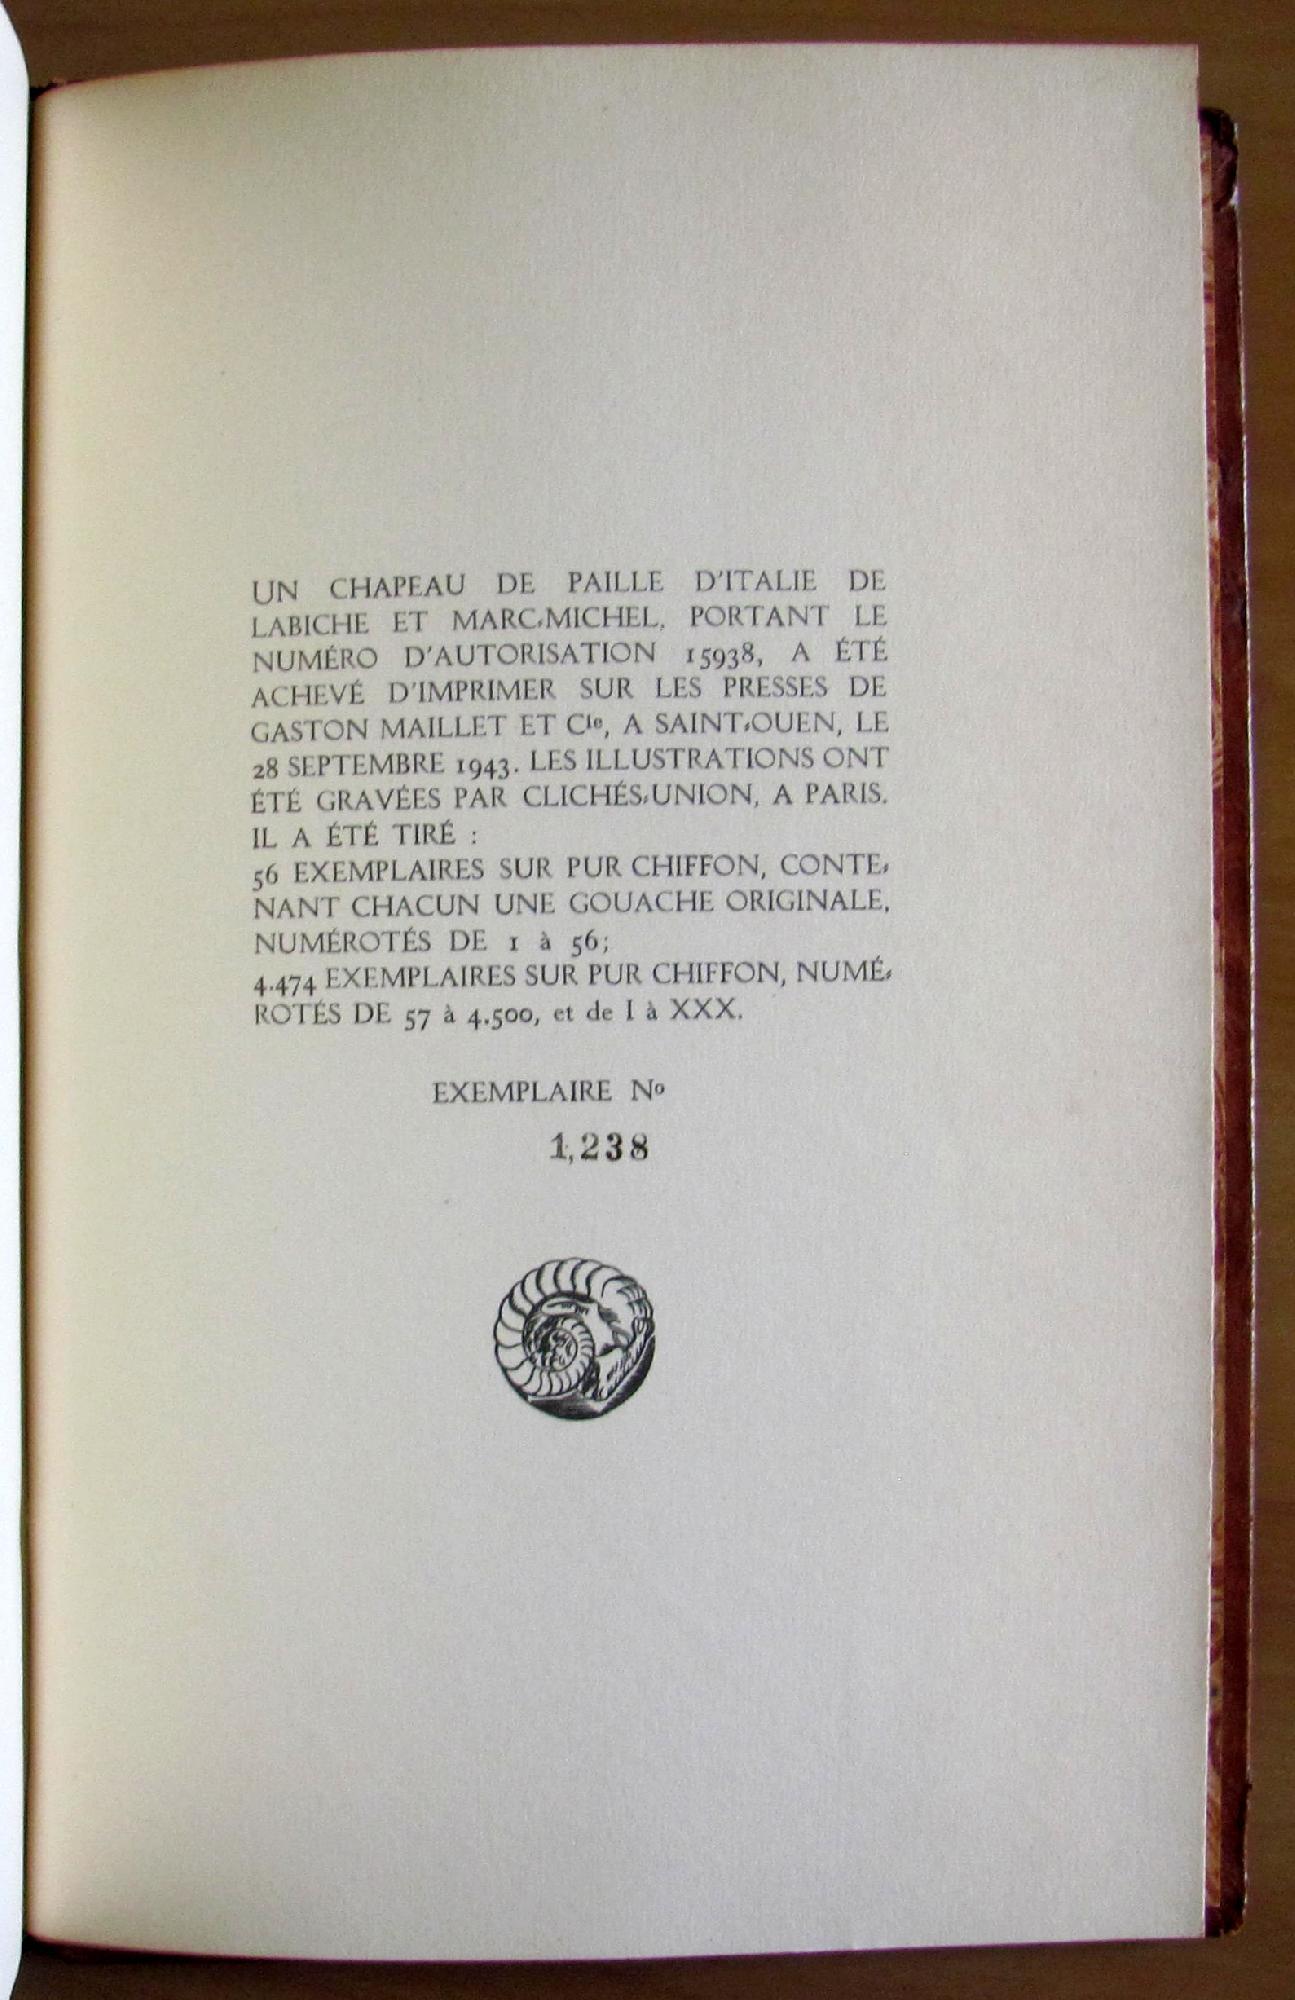 UN CHAPEAU DE PAILLE D'ITALIE DE
LABICHE ET MARC-MICHEL, PORTANT LE
NUMÉRO D'AUTORISATION 15938, A ÉTÉ
ACHEVÉ D'IMPRIMER SUR LES PRESSES DE
GASTON MAILLET ET Cie, A SAINT-OUEN, LE
28 SEPTEMBRE 1943. LES ILLUSTRATIONS ONT
ÉTÉ GRAVÉES PAR CLICHÉS-UNION, A PARIS.
IL A ÉTÉ TIRÉ :
56 EXEMPLAIRES SUR PUR CHIFFON, CONTE-
NANT CHACUN UNE GOUACHE ORIGINALE,
NUMÉROTÉS DE 1 à 56;
4.474 EXEMPLAIRES SUR PUR CHIFFON, NUMÉ-
ROTÉS DE 57 à 4.500, et de I à XXX.
EXEMPLAIRE Nº
1,238